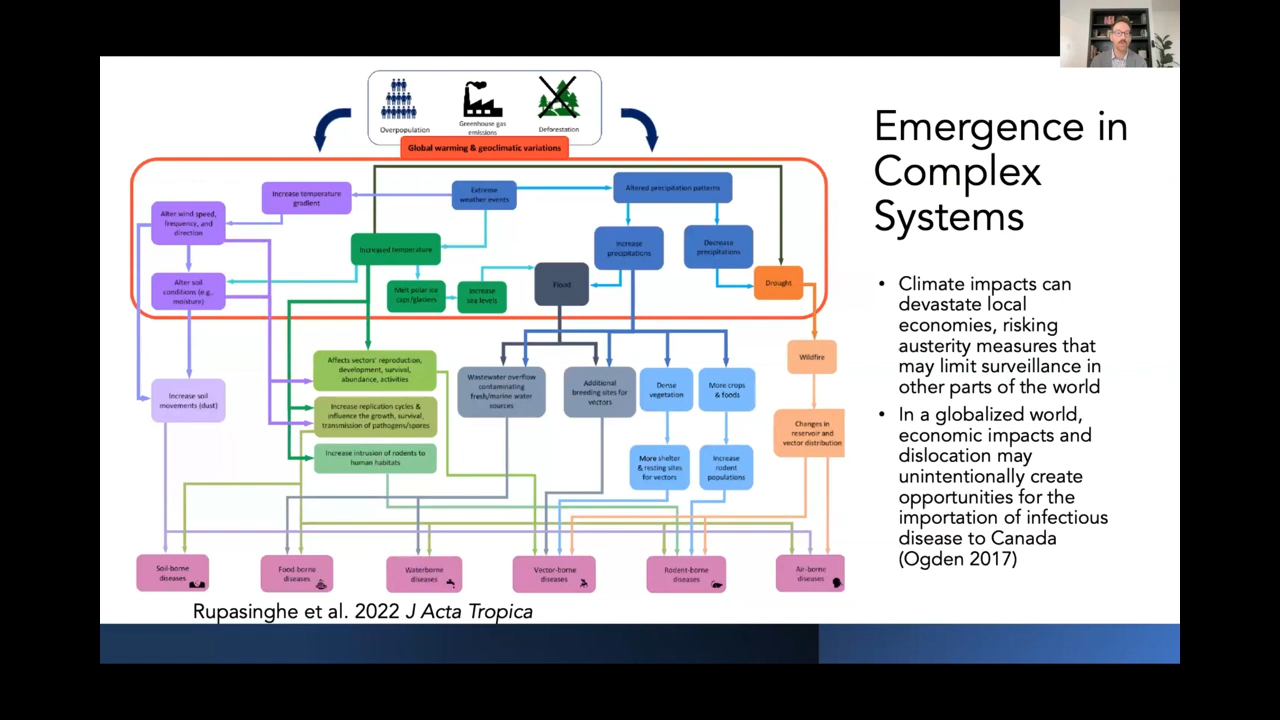 Overpopulation
Greenhouse gas
emissions
Deforestation
Global warming & geoclimatic variations
Increase temperature
gradient
Extreme
weather events
Altered precipitation patterns
Alter wind speed,
frequency, and
direction
Increased temperature
Increase
precipitations
Decrease
precipitations
Alter soil
conditions (e.g.,
moisture)
Melt polar ice
caps/glaciers
Increase
sea levels
Flood
Drought
Wildfire
Affects vectors' reproduction,
development, survival,
abundance, activities
Wastewater overflow
contaminating
fresh/marine water
sources
Additional
breeding sites for
vectors
Dense
vegetation
More crops
& foods
Increase soil
movements (dust)
Increase replication cycles &
influence the growth, survival,
transmission of pathogens/spores
Changes in
reservoir and
vector distribution
Increase intrusion of rodents to
human habitats
More shelter
& resting sites
for vectors
Increase
rodent
populations
Soil-borne
diseases
Food-borne
diseases
Waterborne
diseases
Vector-borne
diseases
Rodent-borne
diseases
Air-borne
diseases
Rupasinghe et al. 2022 J Acta Tropica
Emergence in
Complex
Systems
• Climate impacts can
devastate local
economies, risking
austerity measures that
may limit surveillance in
other parts of the world
• In a globalized world,
economic impacts and
dislocation may
unintentionally create
opportunities for the
importation of infectious
disease to Canada
(Ogden 2017)